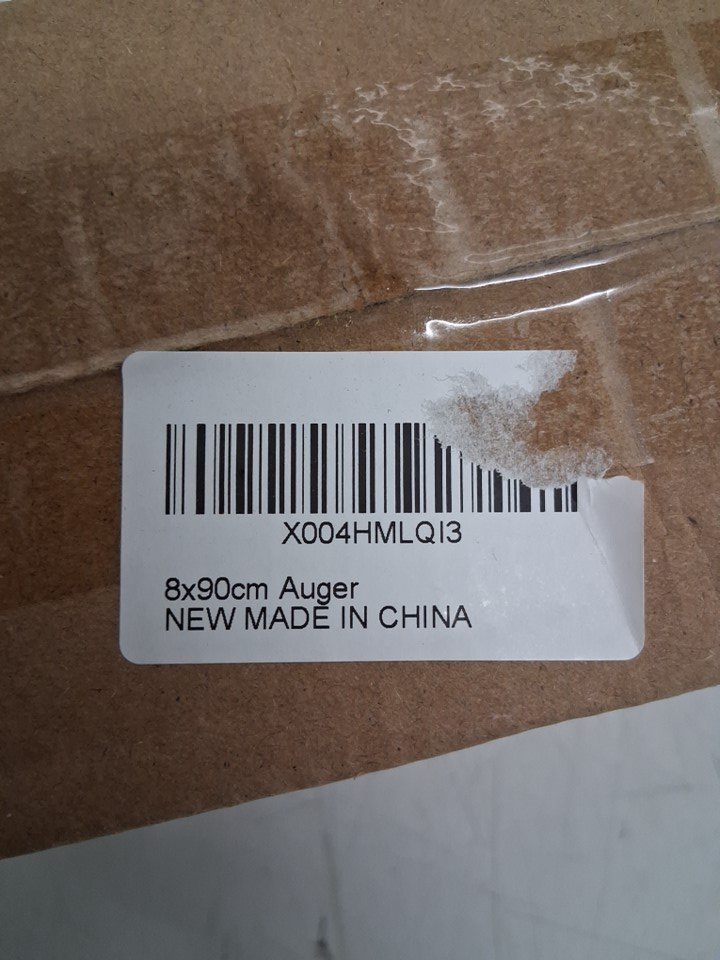 X004HMLQI3
8x90cm Auger
NEW MADE IN CHINA